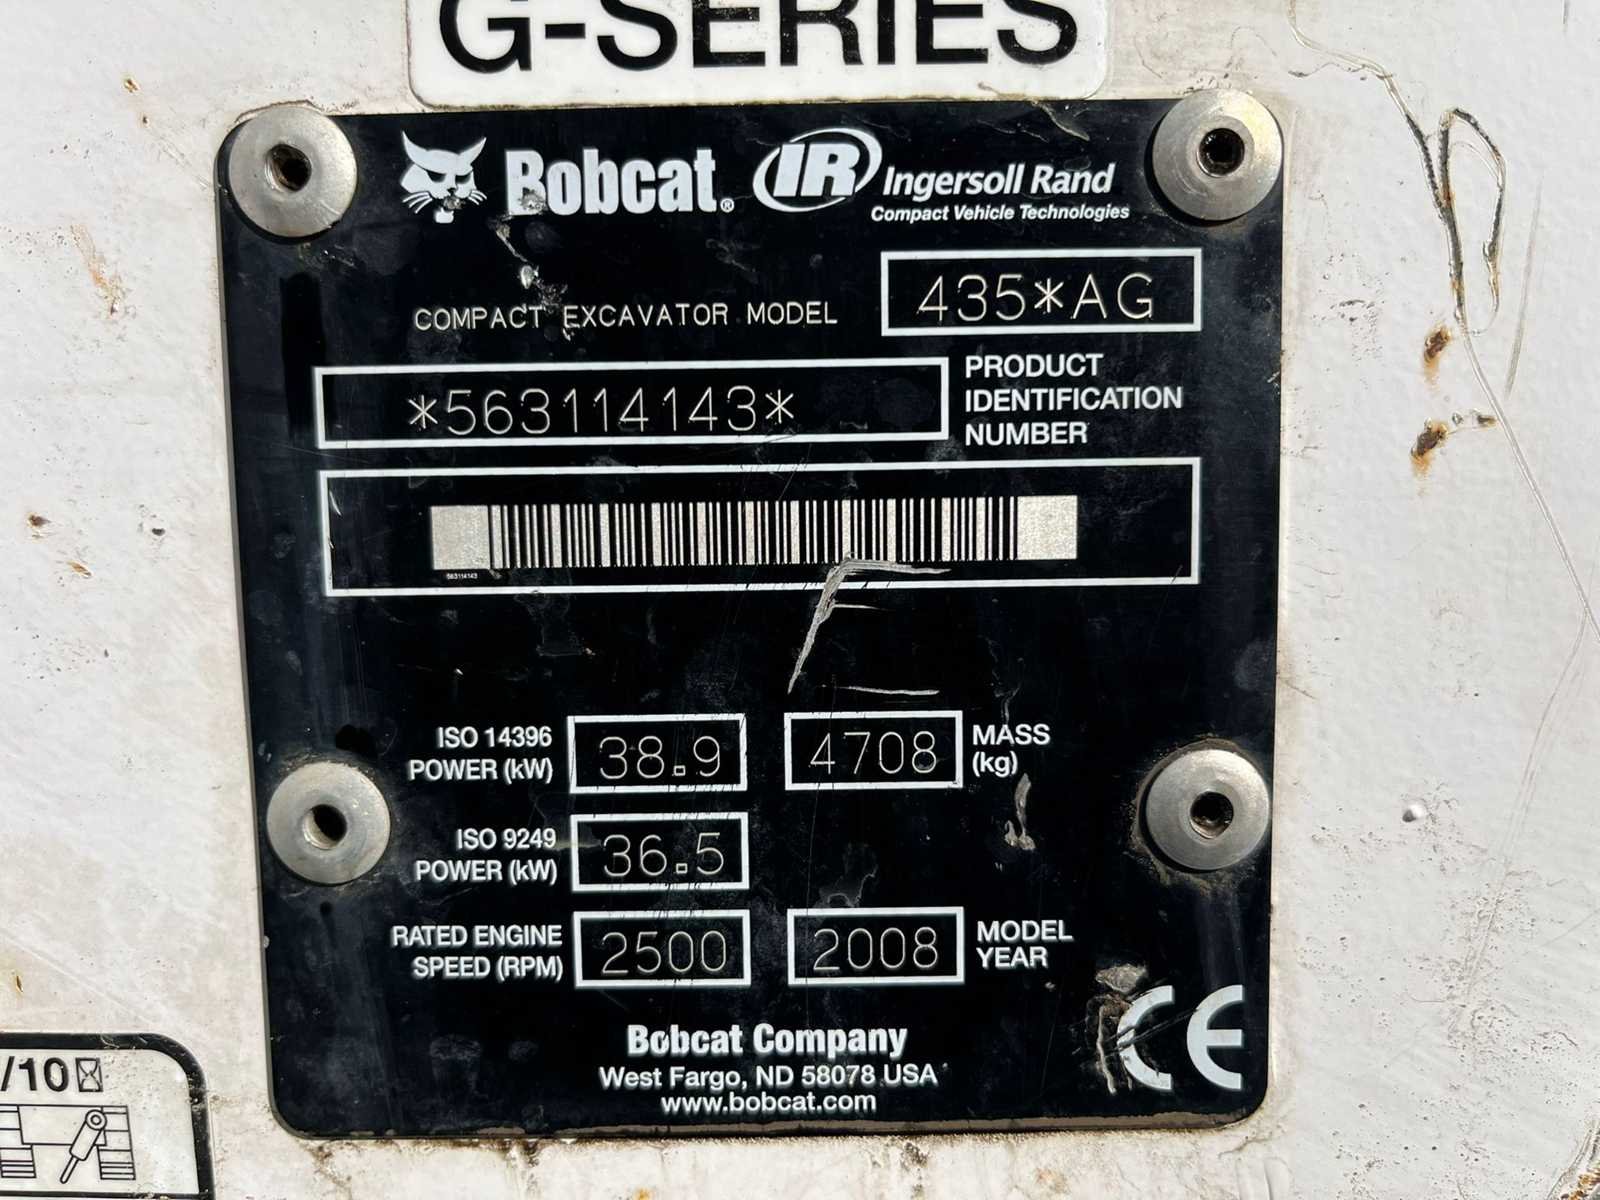 G-SERIES
Bobcat® IR Ingersoll Rand
Compact Vehicle Technologies
COMPACT EXCAVATOR MODEL 435*AG
*563114143* PRODUCT IDENTIFICATION NUMBER
563114143
ISO 14396 POWER (kW) 38.9 4708 MASS (kg)
ISO 9249 POWER (kW) 36.5
RATED ENGINE SPEED (RPM) 2500 2008 MODEL YEAR
Bobcat Company
West Fargo, ND 58078 USA
www.bobcat.com
CE
/10